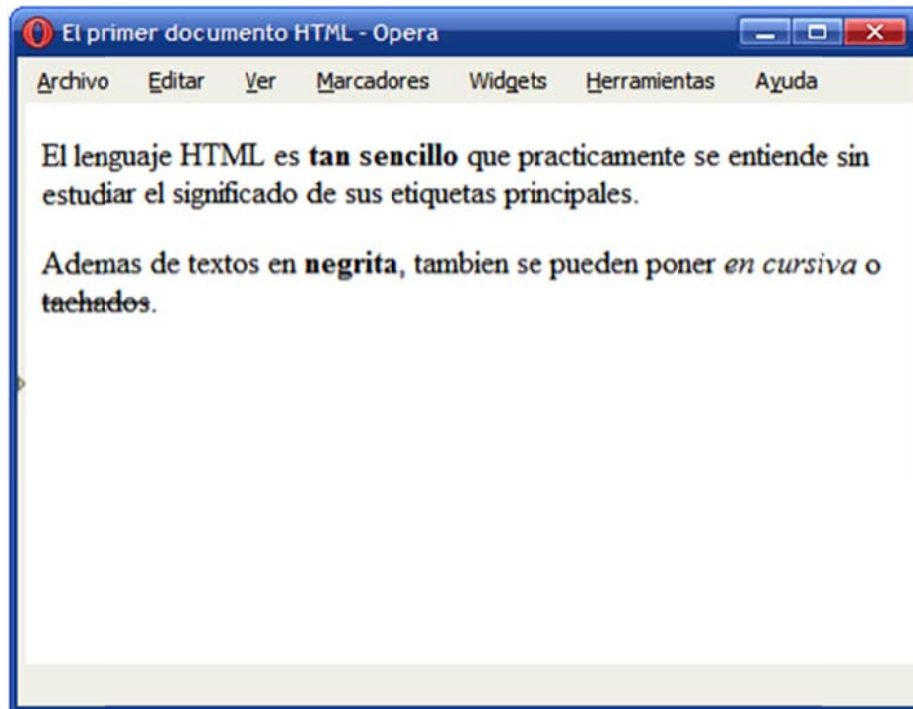 El primer documento HTML - Opera
Archivo Editar Ver Marcadores Widgets Herramientas Ayuda
El lenguaje HTML es tan sencillo que practicamente se entiende sin
estudiar el significado de sus etiquetas principales.
Ademas de textos en negrita, tambien se pueden poner en cursiva o
tachados.